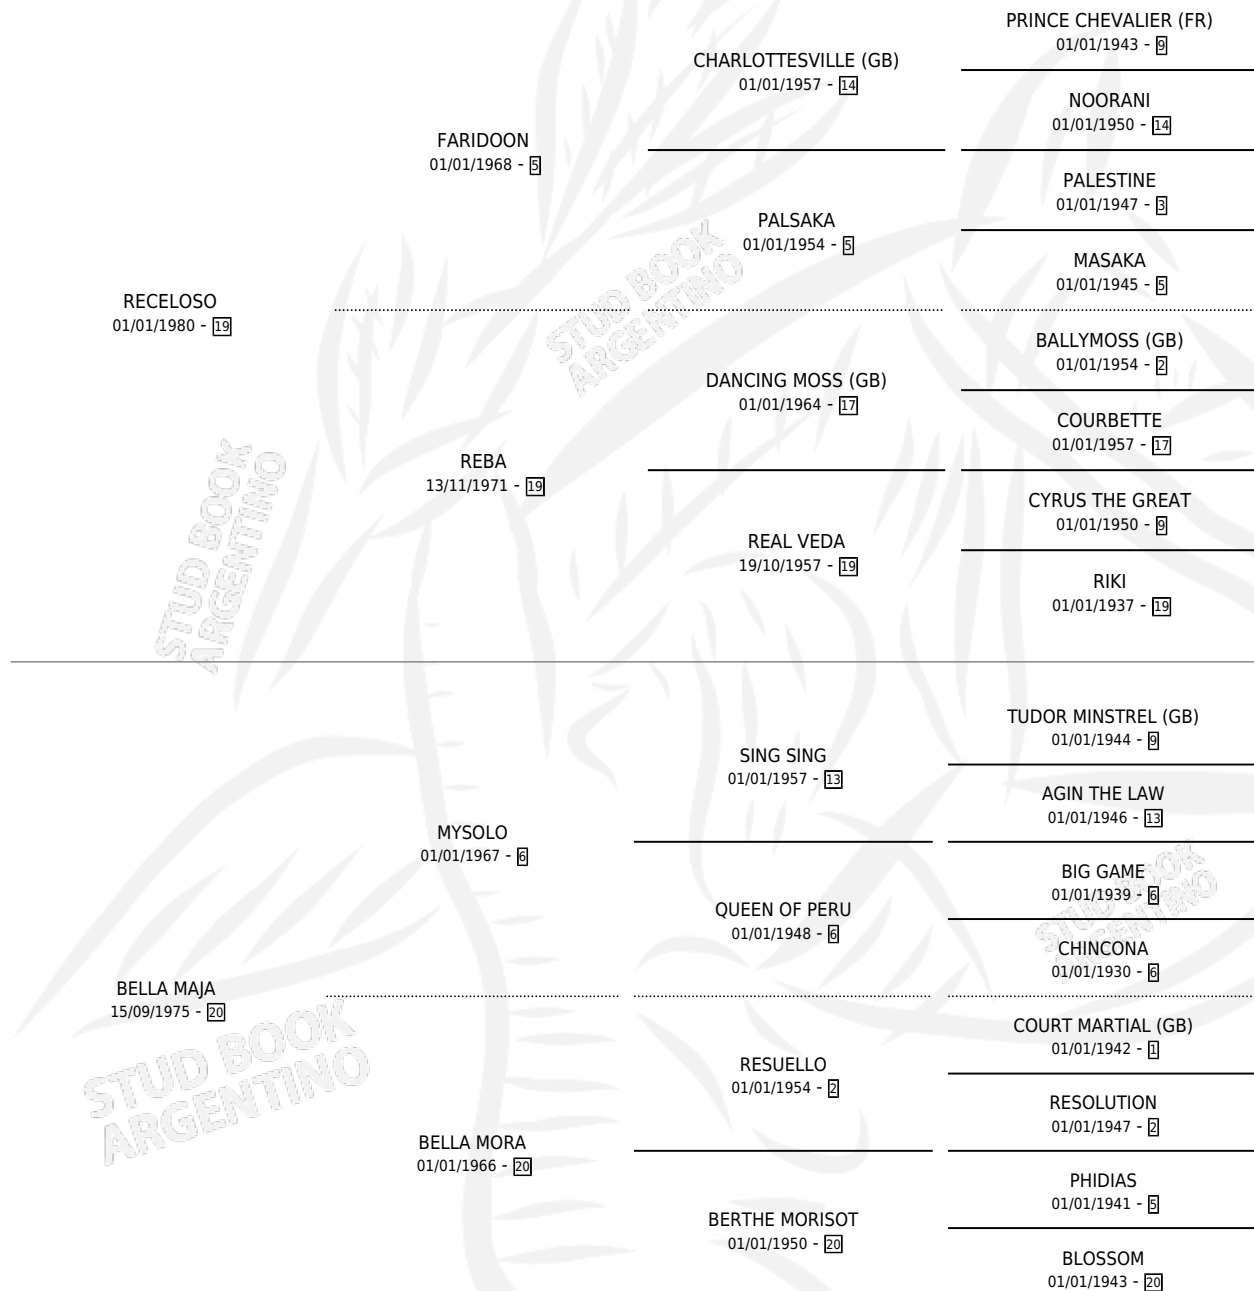 PRINCE CHEVALIER (FR)
01/01/1943 - 9
CHARLOTTESVILLE (GB)
01/01/1957 - 14
NOORANI
01/01/1950 - 14
FARIDOON
01/01/1968 - 5
PALESTINE
01/01/1947 - 3
PALSAKA
01/01/1954 - 5
MASAKA
01/01/1945 - 5
RECELOSO
01/01/1980 - 19
STUD BOOK
ARGENTINO
BALLYMOSS (GB)
01/01/1954 - 2
DANCING MOSS (GB)
01/01/1964 - 17
COURBETTE
01/01/1957 - 17
REBA
13/11/1971 - 19
CYRUS THE GREAT
01/01/1950 - 9
REAL VEDA
19/10/1957 - 19
RIKI
01/01/1937 - 19
STUD BOOK
ARGENTINO
TUDOR MINSTREL (GB)
01/01/1944 - 9
SING SING
01/01/1957 - 13
AGIN THE LAW
01/01/1946 - 13
MYSOLO
01/01/1967 - 6
BIG GAME
01/01/1939 - 6
QUEEN OF PERU
01/01/1948 - 6
CHINCONA
01/01/1930 - 6
STUD BOOK
ARGENTINO
BELLA MAJA
15/09/1975 - 20
COURT MARTIAL (GB)
01/01/1942 - 1
RESUELLO
01/01/1954 - 2
RESOLUTION
01/01/1947 - 2
STUD BOOK
ARGENTINO
BELLA MORA
01/01/1966 - 20
PHIDIAS
01/01/1941 - 5
BERTHE MORISOT
01/01/1950 - 20
BLOSSOM
01/01/1943 - 20